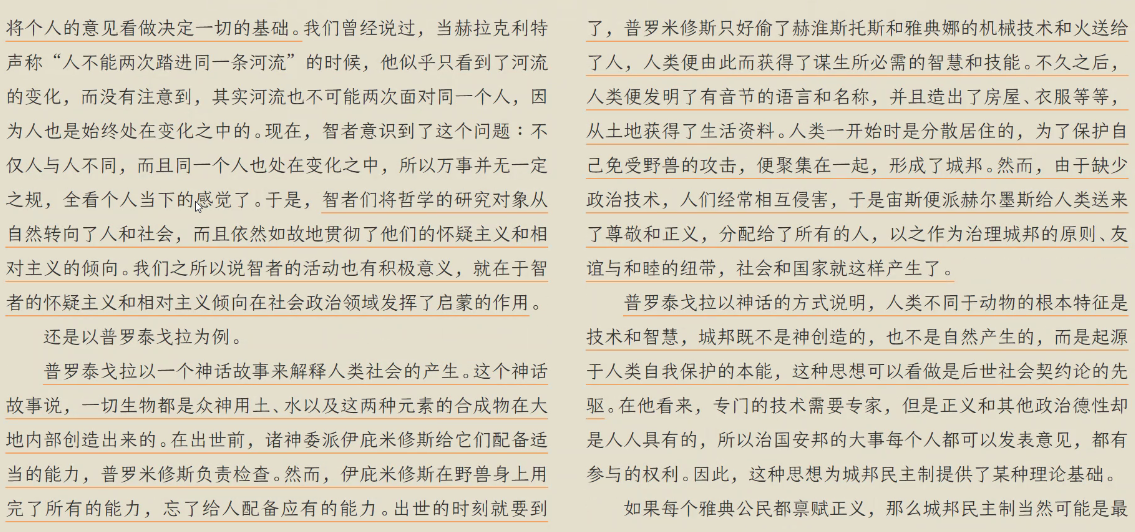 将个人的意见看做决定一切的基础。我们曾经说过，当赫拉克利特
声称“人不能两次踏进同一条河流”的时候，他似乎只看到了河流
的变化，而没有注意到，其实河流也不可能两次面对同一个人，因
为人也是始终处在变化之中的。现在，智者意识到了这个问题：不
仅人与人不同，而且同一个人也处在变化之中，所以万事并无一定
之规，全看个人当下的感觉了。于是，智者们将哲学的研究对象从
自然转向了人和社会，而且依然如故地贯彻了他们的怀疑主义和相
对主义的倾向。我们之所以说智者的活动也有积极意义，就在于智
者的怀疑主义和相对主义倾向在社会政治领域发挥了启蒙的作用。
还是以普罗泰戈拉为例。
普罗泰戈拉以一个神话故事来解释人类社会的产生。这个神话
故事说，一切生物都是众神用土、水以及这两种元素的合成物在大
地内部创造出来的。在出世前，诸神委派伊庇米修斯给它们配备适
当的能力，普罗米修斯负责检查。然而，伊庇米修斯在野兽身上用
完了所有的能力，忘了给人配备应有的能力。出世的时刻就要到
了，普罗米修斯只好偷了赫淮斯托斯和雅典娜的机械技术和火送给
了人，人类便由此而获得了谋生所必需的智慧和技能。不久之后，
人类便发明了有音节的语言和名称，并且造出了房屋、衣服等等，
从土地获得了生活资料。人类一开始时是分散居住的，为了保护自
己免受野兽的攻击，便聚集在一起，形成了城邦。然而，由于缺少
政治技术，人们经常相互侵害，于是宙斯便派赫尔墨斯给人类送来
了尊敬和正义，分配给了所有的人，以之作为治理城邦的原则、友
谊与和睦的纽带，社会和国家就这样产生了。
普罗泰戈拉以神话的方式说明，人类不同于动物的根本特征是
技术和智慧，城邦既不是神创造的，也不是自然产生的，而是起源
于人类自我保护的本能，这种思想可以看做是后世社会契约论的先
驱。在他看来，专门的技术需要专家，但是正义和其他政治德性却
是人人具有的，所以治国安邦的大事每个人都可以发表意见，都有
参与的权利。因此，这种思想为城邦民主制提供了某种理论基础。
如果每个雅典公民都禀赋正义，那么城邦民主制当然可能是最